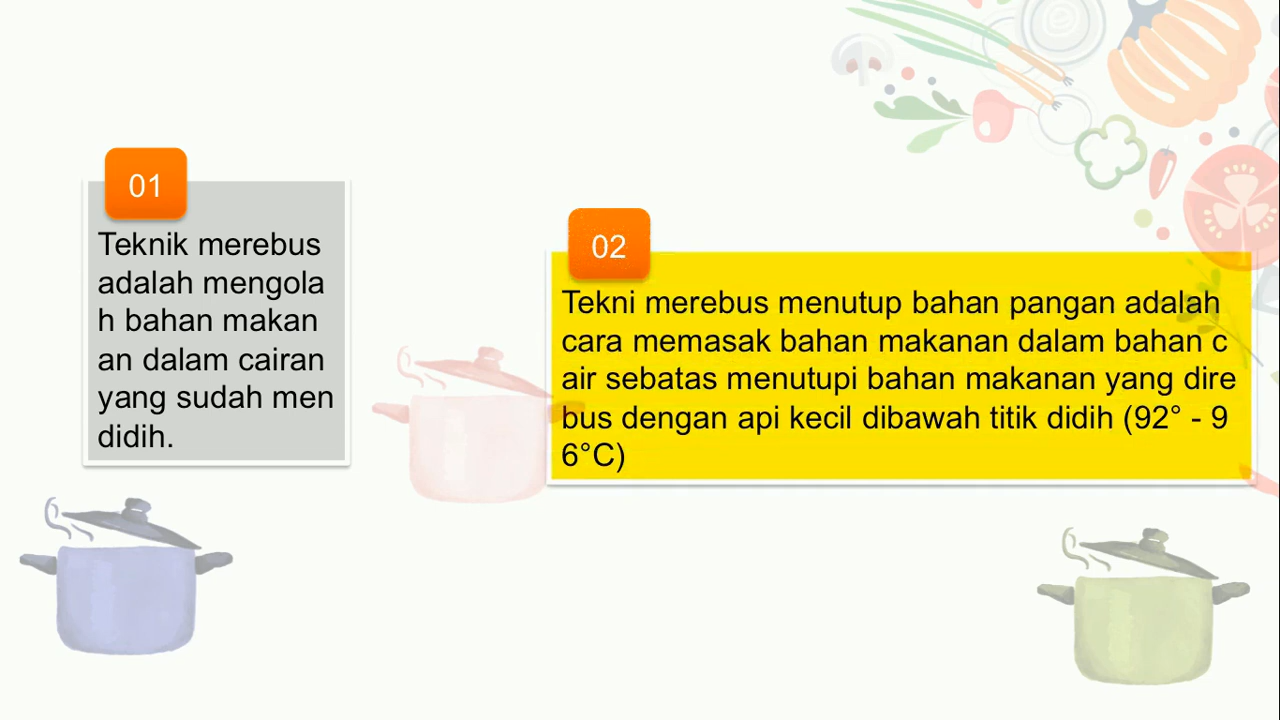 01
Teknik merebus
adalah mengola
h bahan makan
an dalam cairan
yang sudah men
didih.
02
Tekni merebus menutup bahan pangan adalah
cara memasak bahan makanan dalam bahan c
air sebatas menutupi bahan makanan yang dire
bus dengan api kecil dibawah titik didih (92° - 9
6°C)